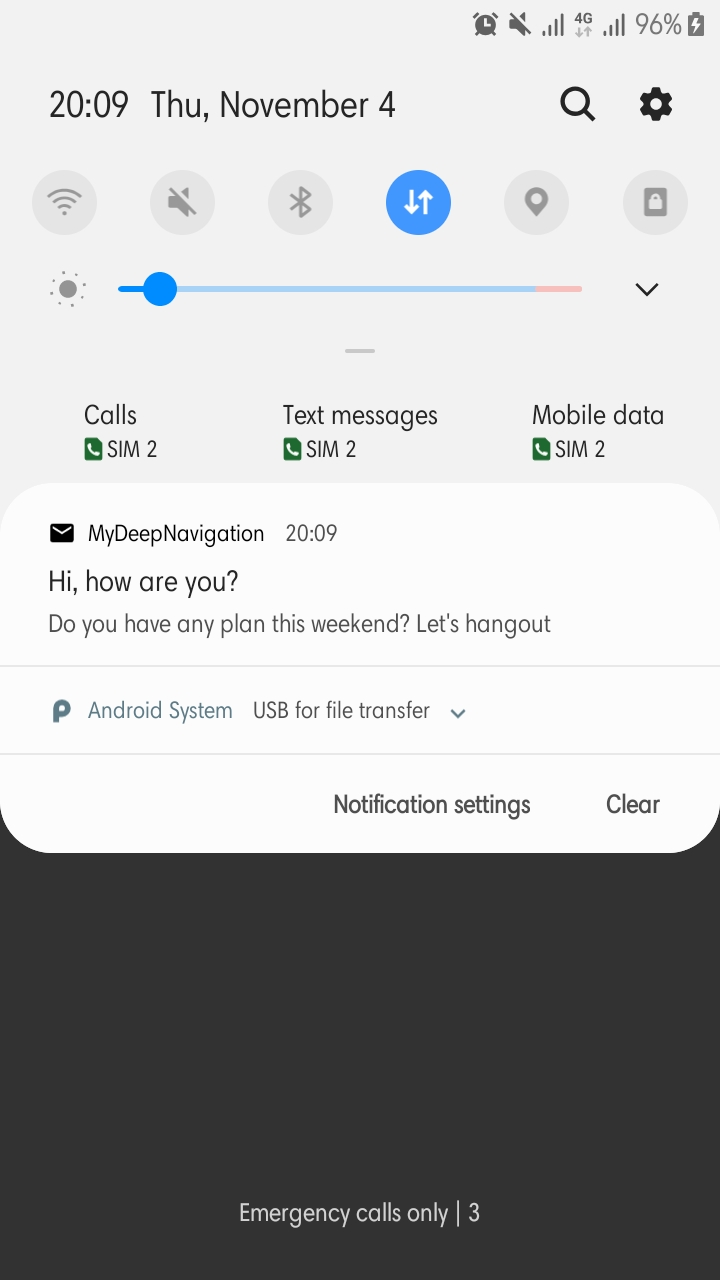 4G 96%
20:09 Thu, November 4
Calls Text messages Mobile data
SIM 2 SIM 2 SIM 2
MyDeepNavigation 20:09
Hi, how are you?
Do you have any plan this weekend? Let's hangout
Android System USB for file transfer
Notification settings Clear
Emergency calls only | 3